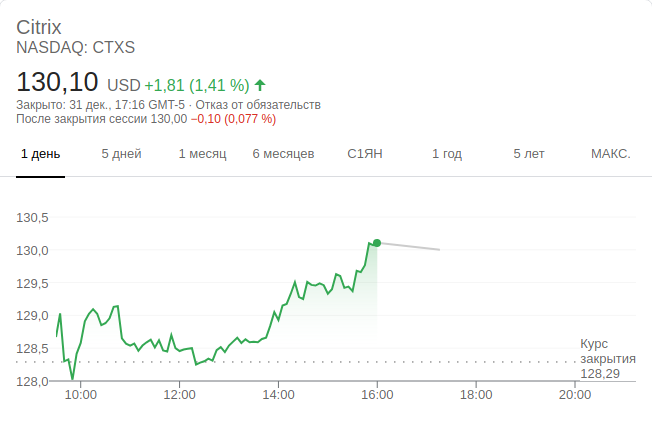 Citrix
NASDAQ: CTXS
130,10 USD +1,81 (1,41 %)
Закрыто: 31 дек., 17:16 GMT-5 · Отказ от обязательств
После закрытия сессии 130,00 −0,10 (0,077 %)
1 день 5 дней 1 месяц 6 месяцев С1ЯН 1 год 5 лет МАКС.
130,5
130,0
129,5
129,0
128,5
128,0
Курс
закрытия
128,29
10:00 12:00 14:00 16:00 18:00 20:00